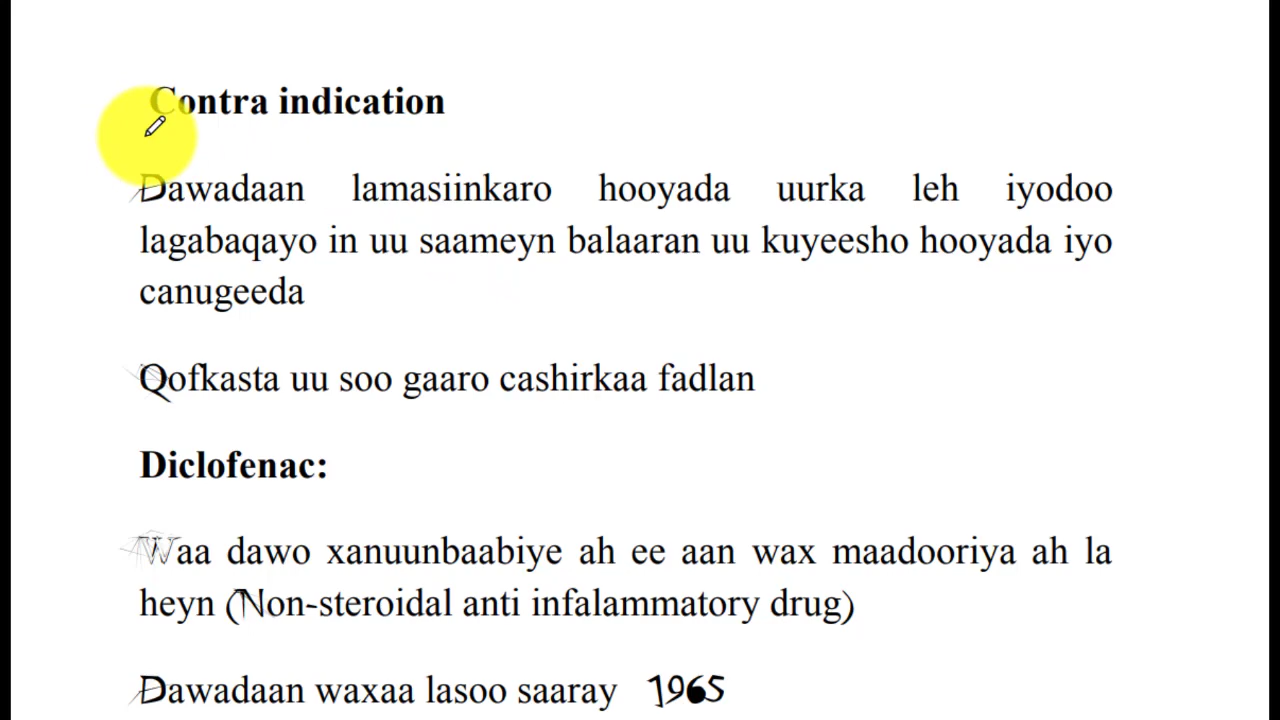 Contra indication
Dawadaan lamasiinkaro hooyada uurka leh iyodoo
lagabaqayo in uu saameyn balaaran uu kuyeesho hooyada iyo
canugeeda
Qofkasta uu soo gaaro cashirkaa fadlan
Diclofenac:
Waa dawo xanuunbaabiye ah ee aan wax maadooriya ah la
heyn (Non-steroidal anti infalammatory drug)
Dawadaan waxaa lasoo saaray 1965